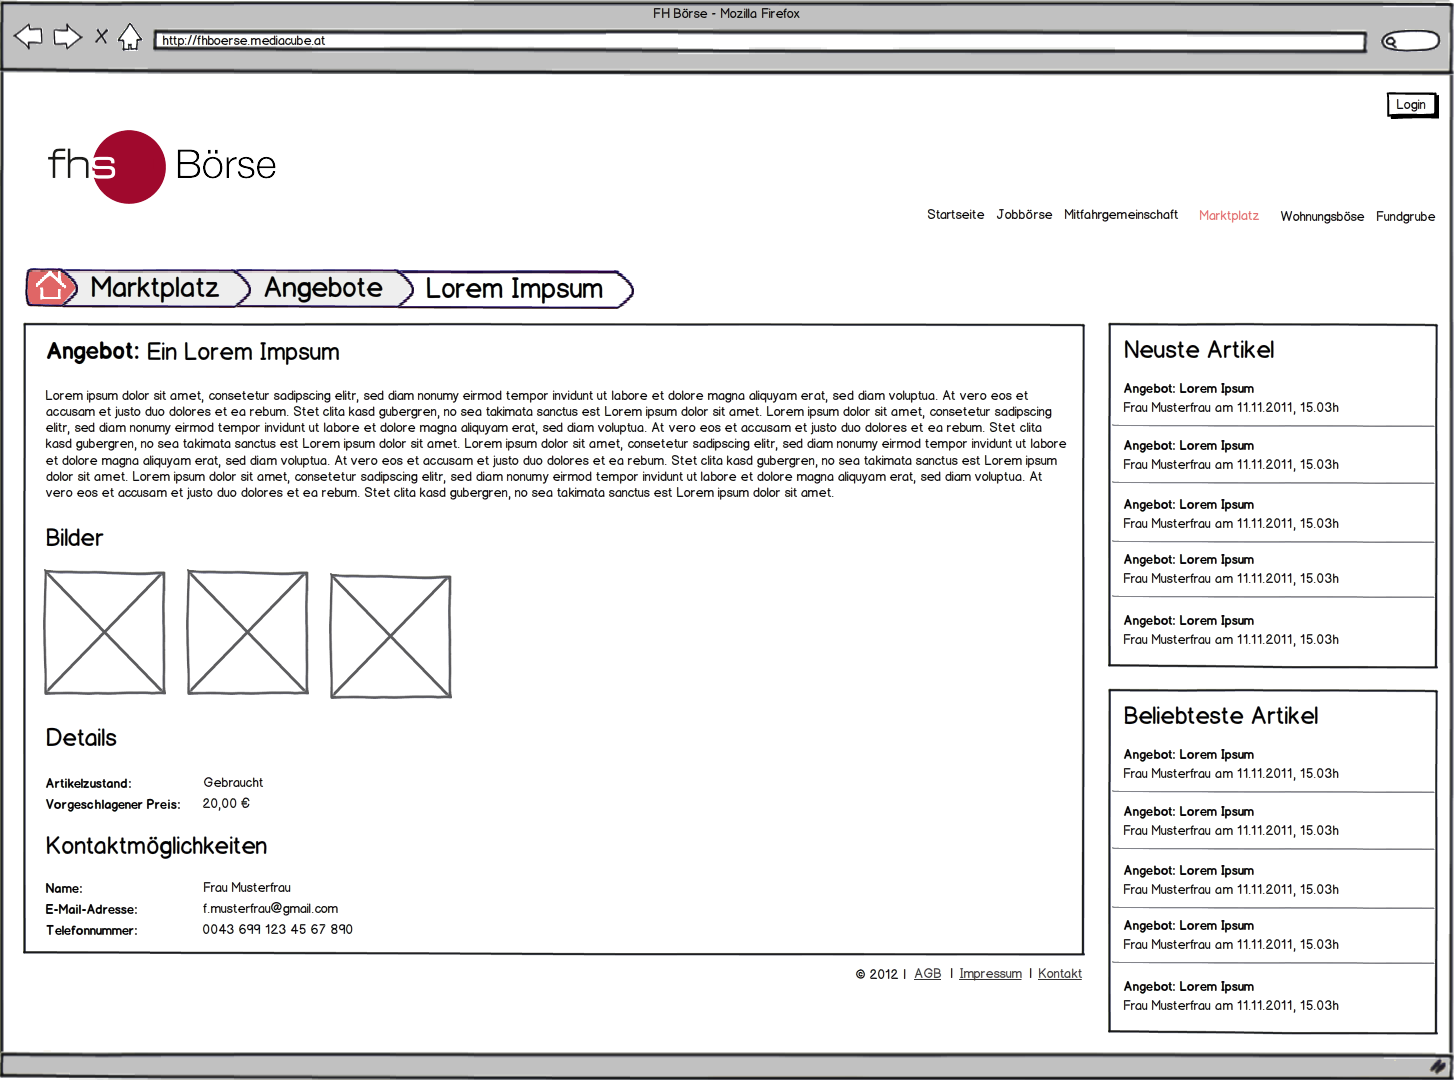 FH Börse - Mozilla Firefox
http://fhboerse.mediacube.at
Login
fhs Börse
Startseite Jobbörse Mitfahrgemeinschaft Marktplatz Wohnungsböse Fundgrube
Marktplatz Angebote Lorem Impsum
Angebot: Ein Lorem Impsum
Lorem ipsum dolor sit amet, consetetur sadipscing elitr, sed diam nonumy eirmod tempor invidunt ut labore et dolore magna aliquyam erat, sed diam voluptua. At vero eos et
accusam et justo duo dolores et ea rebum. Stet clita kasd gubergren, no sea takimata sanctus est Lorem ipsum dolor sit amet. Lorem ipsum dolor sit amet, consetetur sadipscing
elitr, sed diam nonumy eirmod tempor invidunt ut labore et dolore magna aliquyam erat, sed diam voluptua. At vero eos et accusam et justo duo dolores et ea rebum. Stet clita
kasd gubergren, no sea takimata sanctus est Lorem ipsum dolor sit amet. Lorem ipsum dolor sit amet, consetetur sadipscing elitr, sed diam nonumy eirmod tempor invidunt ut labore
et dolore magna aliquyam erat, sed diam voluptua. At vero eos et accusam et justo duo dolores et ea rebum. Stet clita kasd gubergren, no sea takimata sanctus est Lorem ipsum
dolor sit amet. Lorem ipsum dolor sit amet, consetetur sadipscing elitr, sed diam nonumy eirmod tempor invidunt ut labore et dolore magna aliquyam erat, sed diam voluptua. At
vero eos et accusam et justo duo dolores et ea rebum. Stet clita kasd gubergren, no sea takimata sanctus est Lorem ipsum dolor sit amet.
Bilder
Details
Artikelzustand: Gebraucht
Vorgeschlagener Preis: 20,00 €
Kontaktmöglichkeiten
Name: Frau Musterfrau
E-Mail-Adresse: f.musterfrau@gmail.com
Telefonnummer: 0043 699 123 45 67 890
Neuste Artikel
Angebot: Lorem Ipsum
Frau Musterfrau am 11.11.2011, 15.03h
Angebot: Lorem Ipsum
Frau Musterfrau am 11.11.2011, 15.03h
Angebot: Lorem Ipsum
Frau Musterfrau am 11.11.2011, 15.03h
Angebot: Lorem Ipsum
Frau Musterfrau am 11.11.2011, 15.03h
Angebot: Lorem Ipsum
Frau Musterfrau am 11.11.2011, 15.03h
Beliebteste Artikel
Angebot: Lorem Ipsum
Frau Musterfrau am 11.11.2011, 15.03h
Angebot: Lorem Ipsum
Frau Musterfrau am 11.11.2011, 15.03h
Angebot: Lorem Ipsum
Frau Musterfrau am 11.11.2011, 15.03h
Angebot: Lorem Ipsum
Frau Musterfrau am 11.11.2011, 15.03h
Angebot: Lorem Ipsum
Frau Musterfrau am 11.11.2011, 15.03h
© 2012 | AGB | Impressum | Kontakt